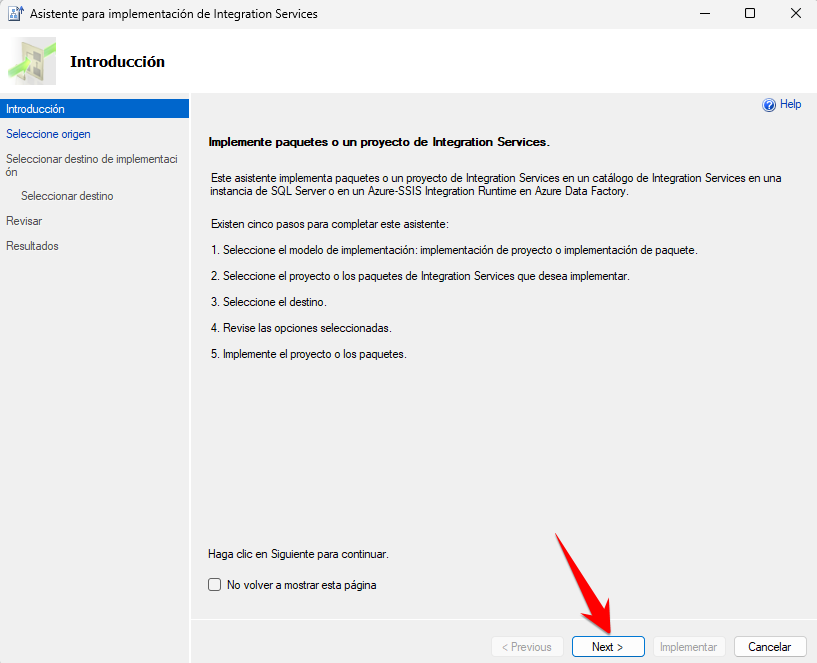 Asistente para implementación de Integration Services
Introducción
Introducción
Seleccione origen
Seleccionar destino de implementaci
ón
Seleccionar destino
Revisar
Resultados
Help
Implemente paquetes o un proyecto de Integration Services.
Este asistente implementa paquetes o un proyecto de Integration Services en un catálogo de Integration Services en una
instancia de SQL Server o en un Azure-SSIS Integration Runtime en Azure Data Factory.
Existen cinco pasos para completar este asistente:
1. Seleccione el modelo de implementación: implementación de proyecto o implementación de paquete.
2. Seleccione el proyecto o los paquetes de Integration Services que desea implementar.
3. Seleccione el destino.
4. Revise las opciones seleccionadas.
5. Implemente el proyecto o los paquetes.
Haga clic en Siguiente para continuar.
No volver a mostrar esta página
< Previous
Next >
Implementar
Cancelar